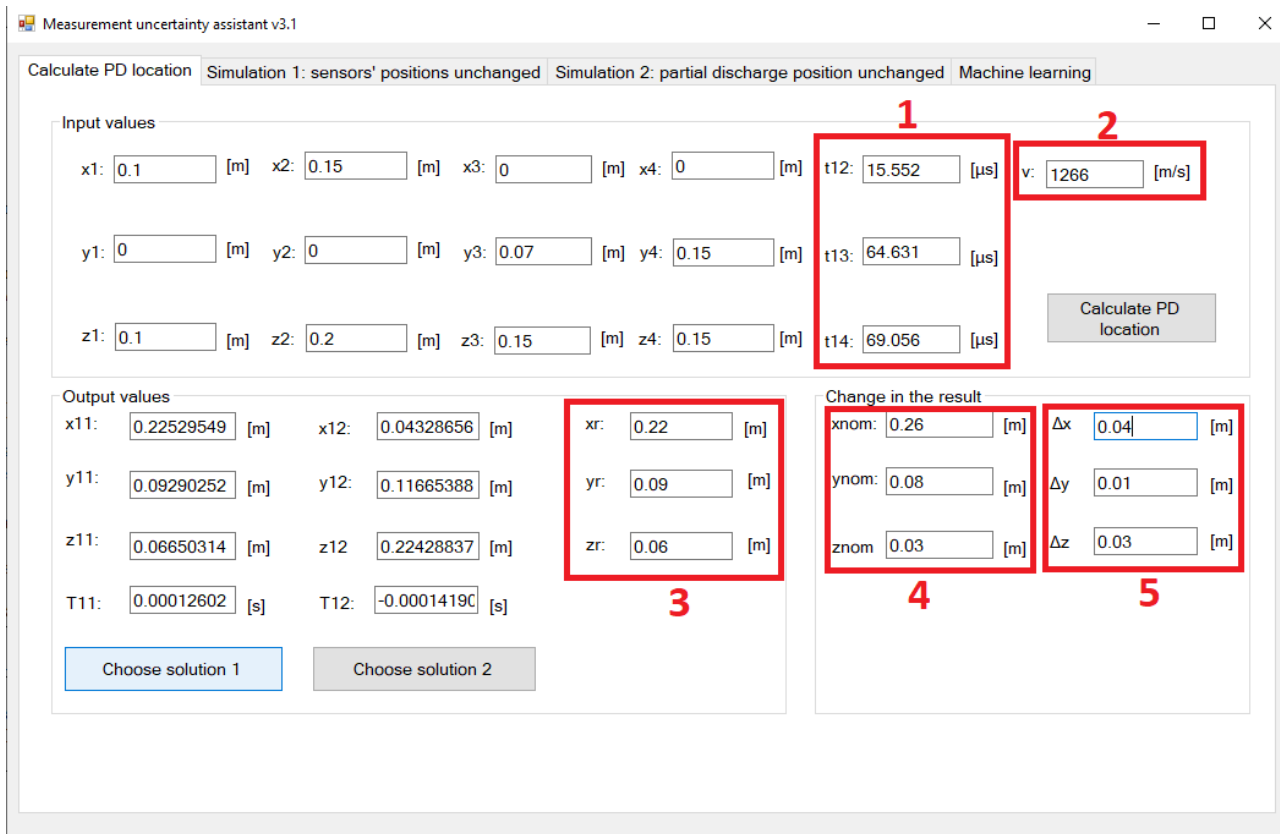 Measurement uncertainty assistant v3.1
Calculate PD location Simulation 1: sensors' positions unchanged Simulation 2: partial discharge position unchanged Machine learning
1
2
Input values
x1: 0.1 [m] x2: 0.15 [m] x3: 0 [m] x4: 0 [m] t12: 15.552 [µs] v: 1266 [m/s]
y1: 0 [m] y2: 0 [m] y3: 0.07 [m] y4: 0.15 [m] t13: 64.631 [µs]
Calculate PD
location
z1: 0.1 [m] z2: 0.2 [m] z3: 0.15 [m] z4: 0.15 [m] t14: 69.056 [µs]
Output values
x11: 0.22529549 [m] x12: 0.04328656 [m] xr: 0.22 [m]
y11: 0.09290252 [m] y12: 0.11665388 [m] yr: 0.09 [m]
z11: 0.06650314 [m] z12 0.22428837 [m] zr: 0.06 [m]
T11: 0.00012602 [s] T12: -0.0001419 [s]
3
Choose solution 1 Choose solution 2
Change in the result
xnom: 0.26 [m] Δx 0.04 [m]
ynom: 0.08 [m] Δy 0.01 [m]
znom 0.03 [m] Δz 0.03 [m]
4
5